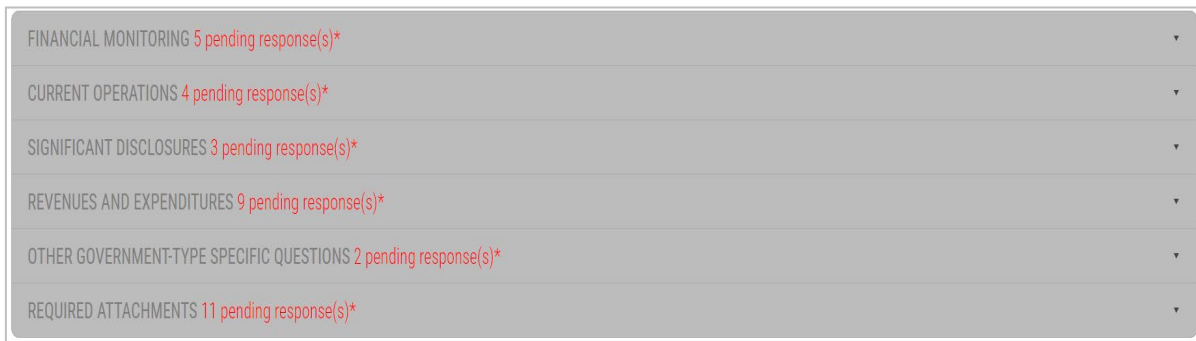 FINANCIAL MONITORING 5 pending response(s)*
CURRENT OPERATIONS 4 pending response(s)*
SIGNIFICANT DISCLOSURES 3 pending response(s)*
REVENUES AND EXPENDITURES 9 pending response(s)*
OTHER GOVERNMENT-TYPE SPECIFIC QUESTIONS 2 pending response(s)*
REQUIRED ATTACHMENTS 11 pending response(s)*